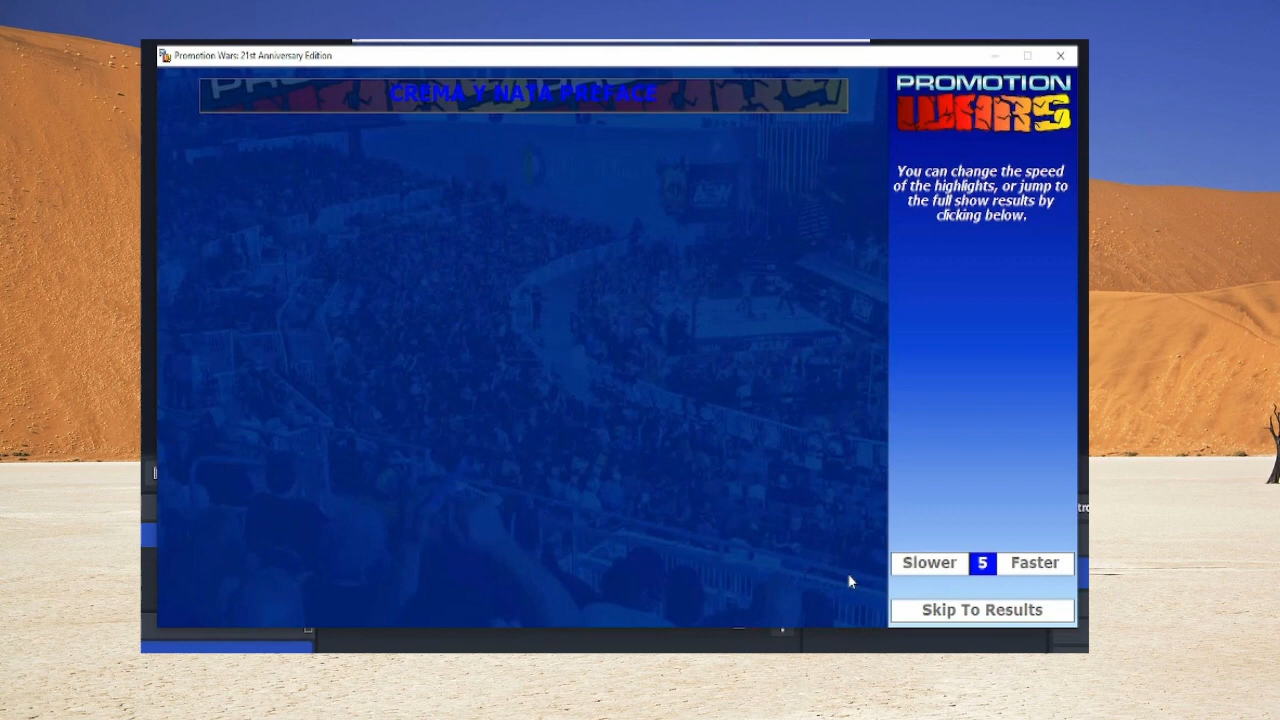 Promotion Wars: 21st Anniversary Edition
CREMA Y NATA PREFACE
PROMOTION
WARS
You can change the speed
of the highlights, or jump to
the full show results by
clicking below.
Slower 5 Faster
Skip To Results